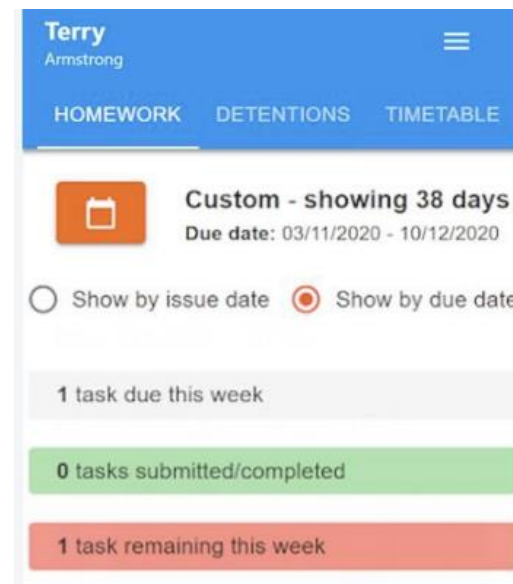 Terry
Armstrong
HOMEWORK DETENTIONS TIMETABLE
Custom - showing 38 days
Due date: 03/11/2020 - 10/12/2020
Show by issue date Show by due date
1 task due this week
0 tasks submitted/completed
1 task remaining this week